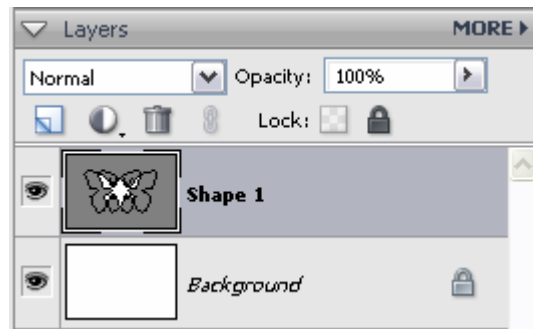 Layers MORE
Normal Opacity: 100%
Lock:
Shape 1
Background